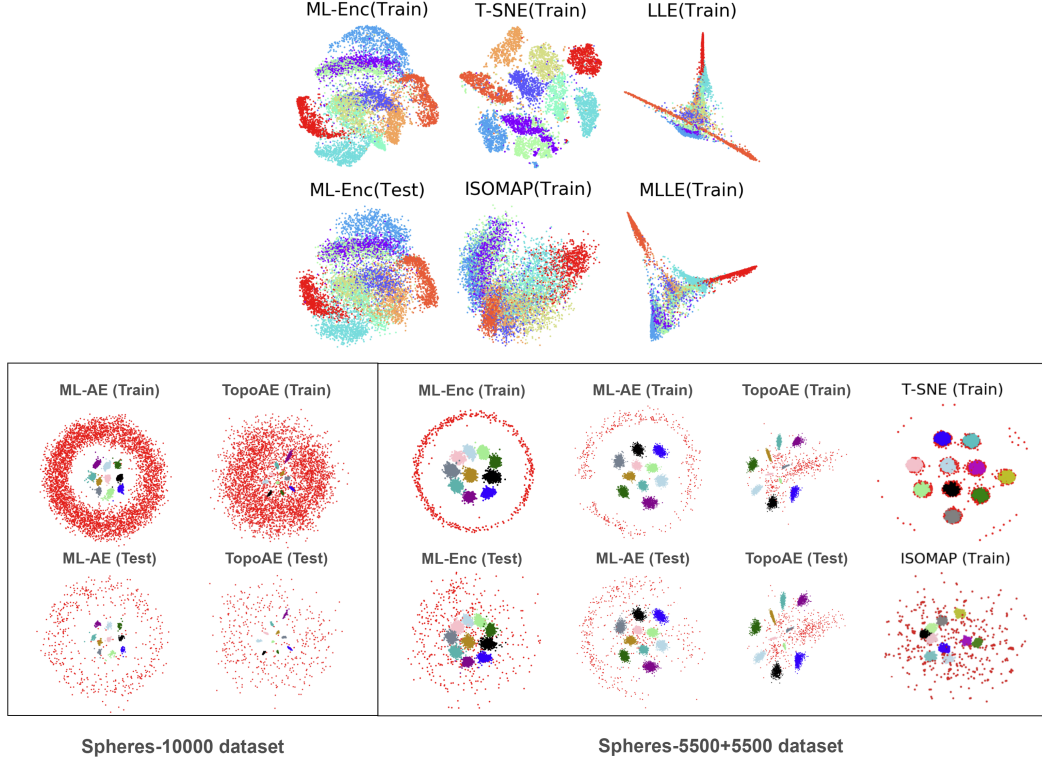 ML-Enc(Train) T-SNE(Train) LLE(Train)
ML-Enc(Test) ISOMAP(Train) MLLE(Train)
ML-AE (Train) TopoAE (Train)
ML-AE (Test) TopoAE (Test)
ML-Enc (Train) ML-AE (Train) TopoAE (Train) T-SNE (Train)
ML-Enc (Test) ML-AE (Test) TopoAE (Test) ISOMAP (Train)
Spheres-10000 dataset
Spheres-5500+5500 dataset